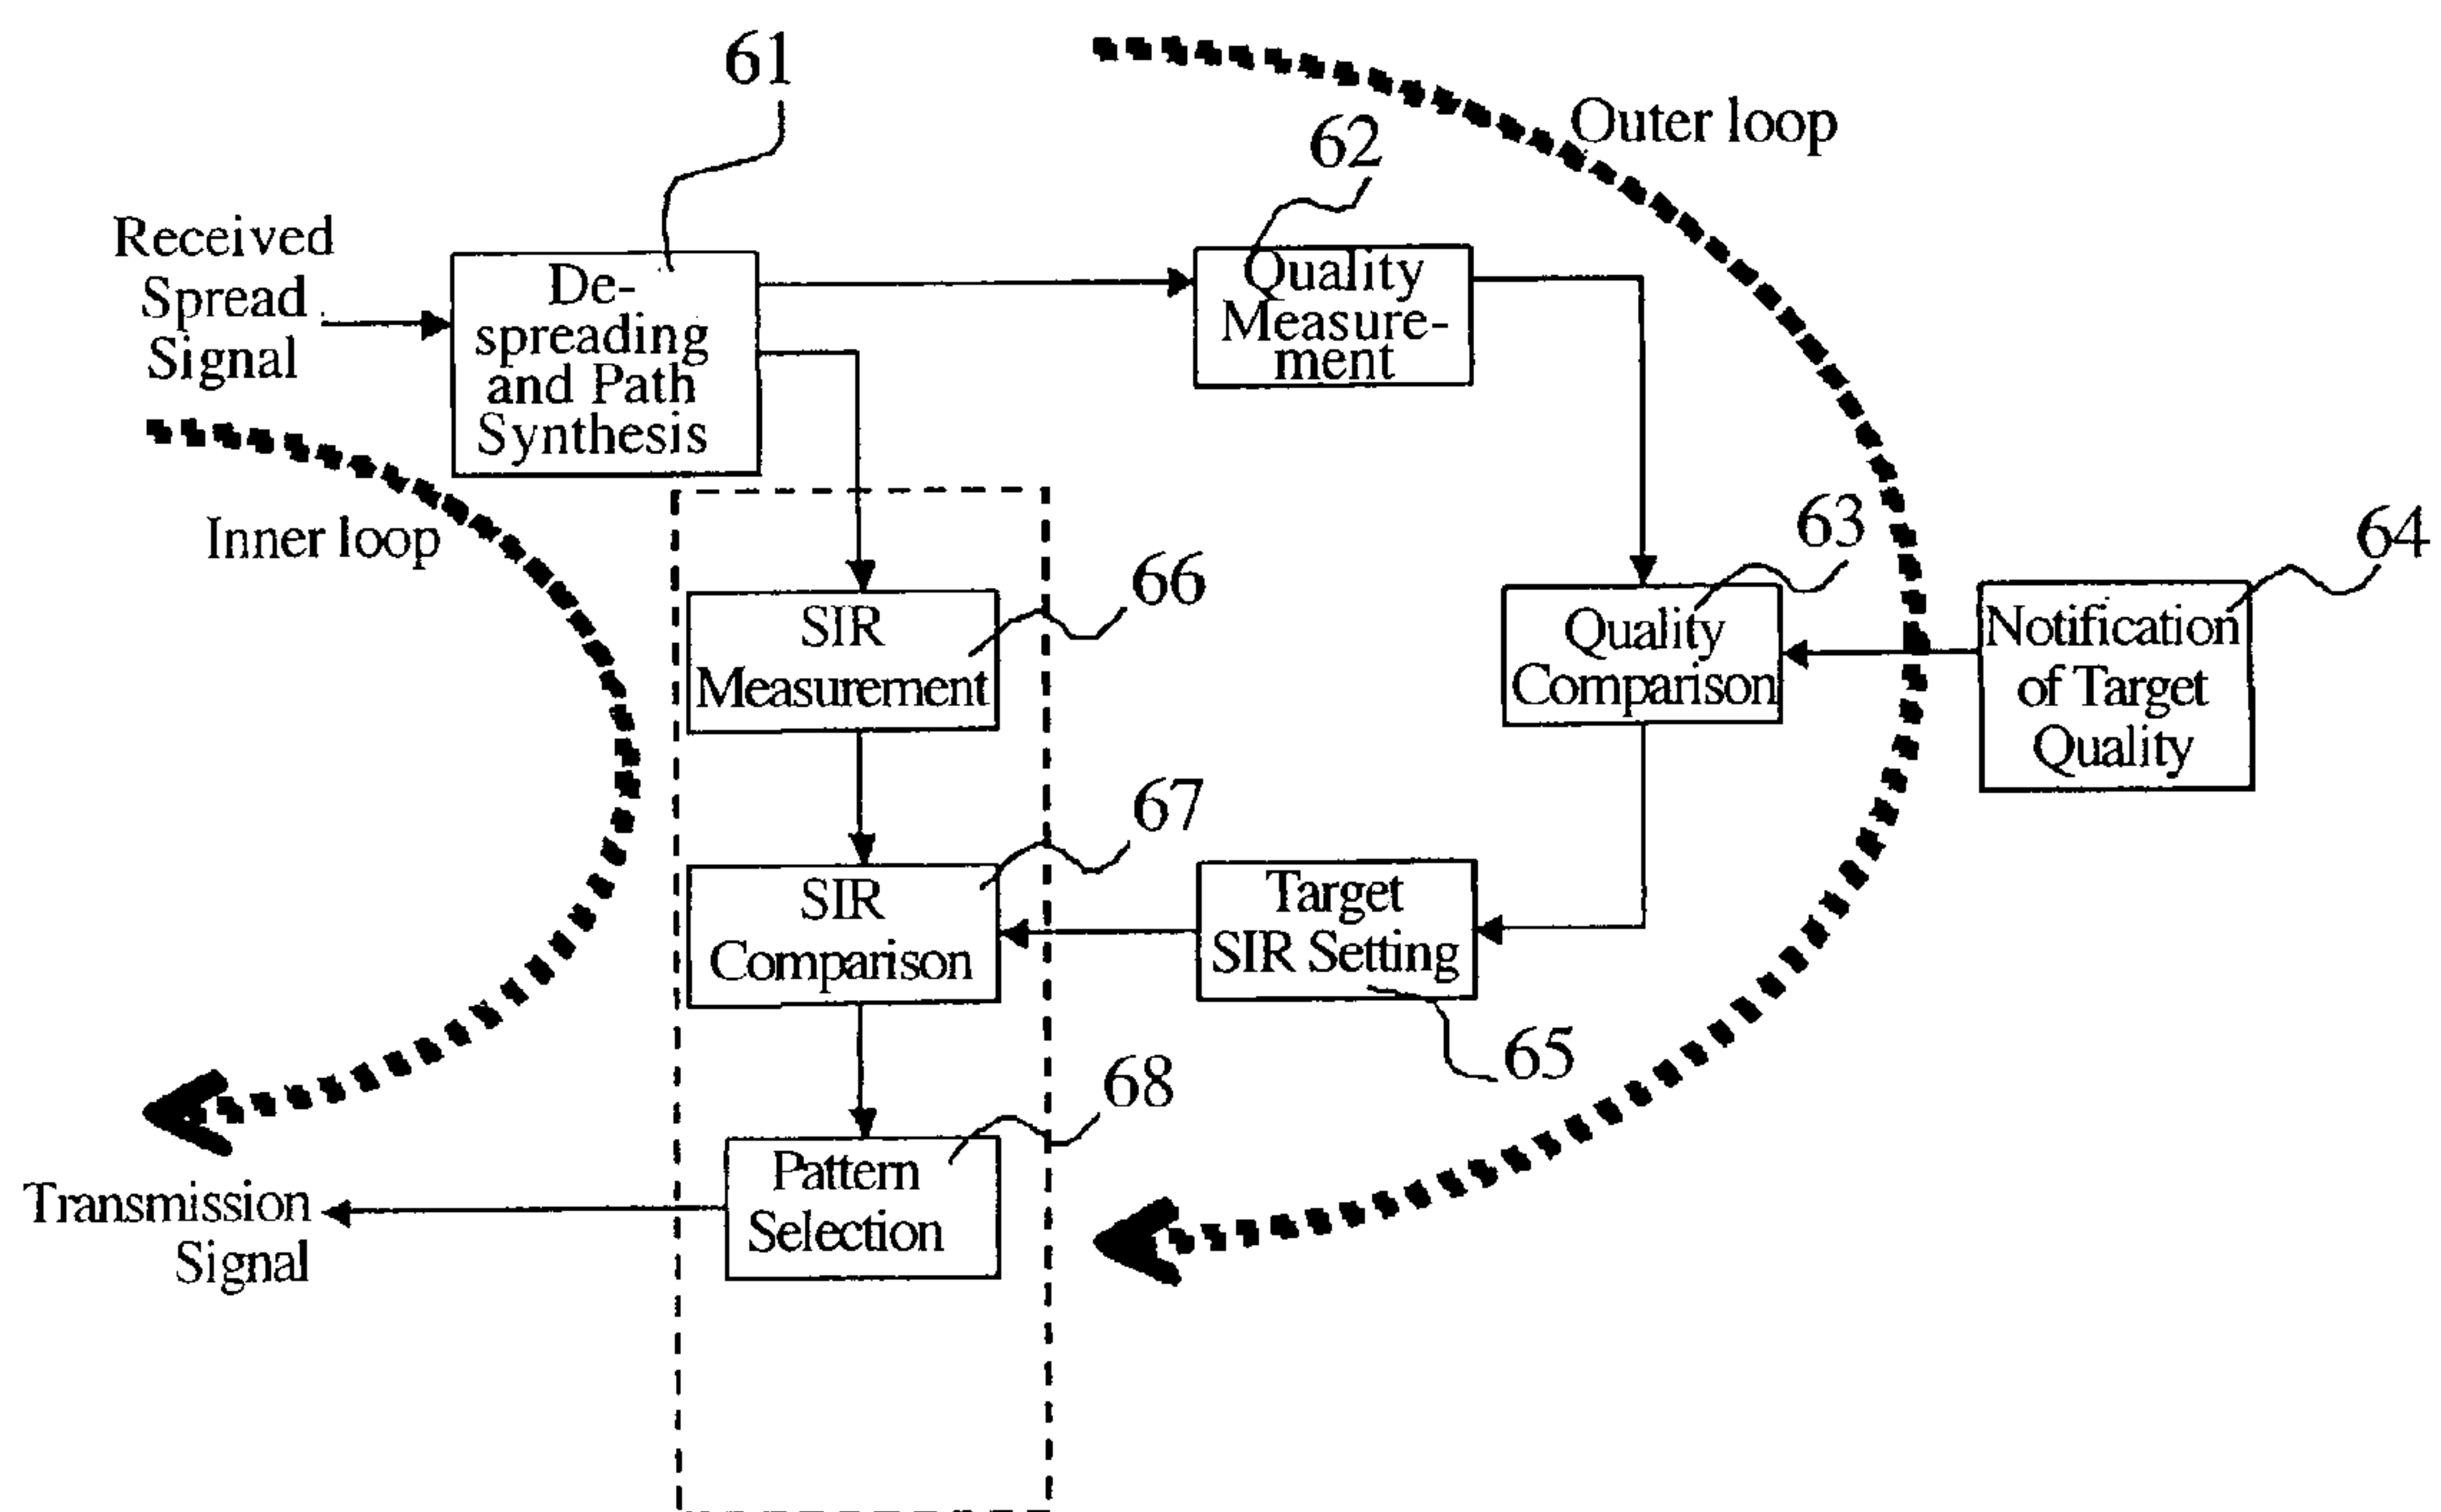 61
Outer loop
62
Received
Spread
Signal
De-
spreading
and Path
Synthesis
Quality
Measure-
ment
Inner loop
63
64
66
SIR
Measurement
Quality
Comparison
Notification
of Target
Quality
67
SIR
Comparison
Target
SIR Setting
65
68
Pattern
Selection
Transmission
Signal